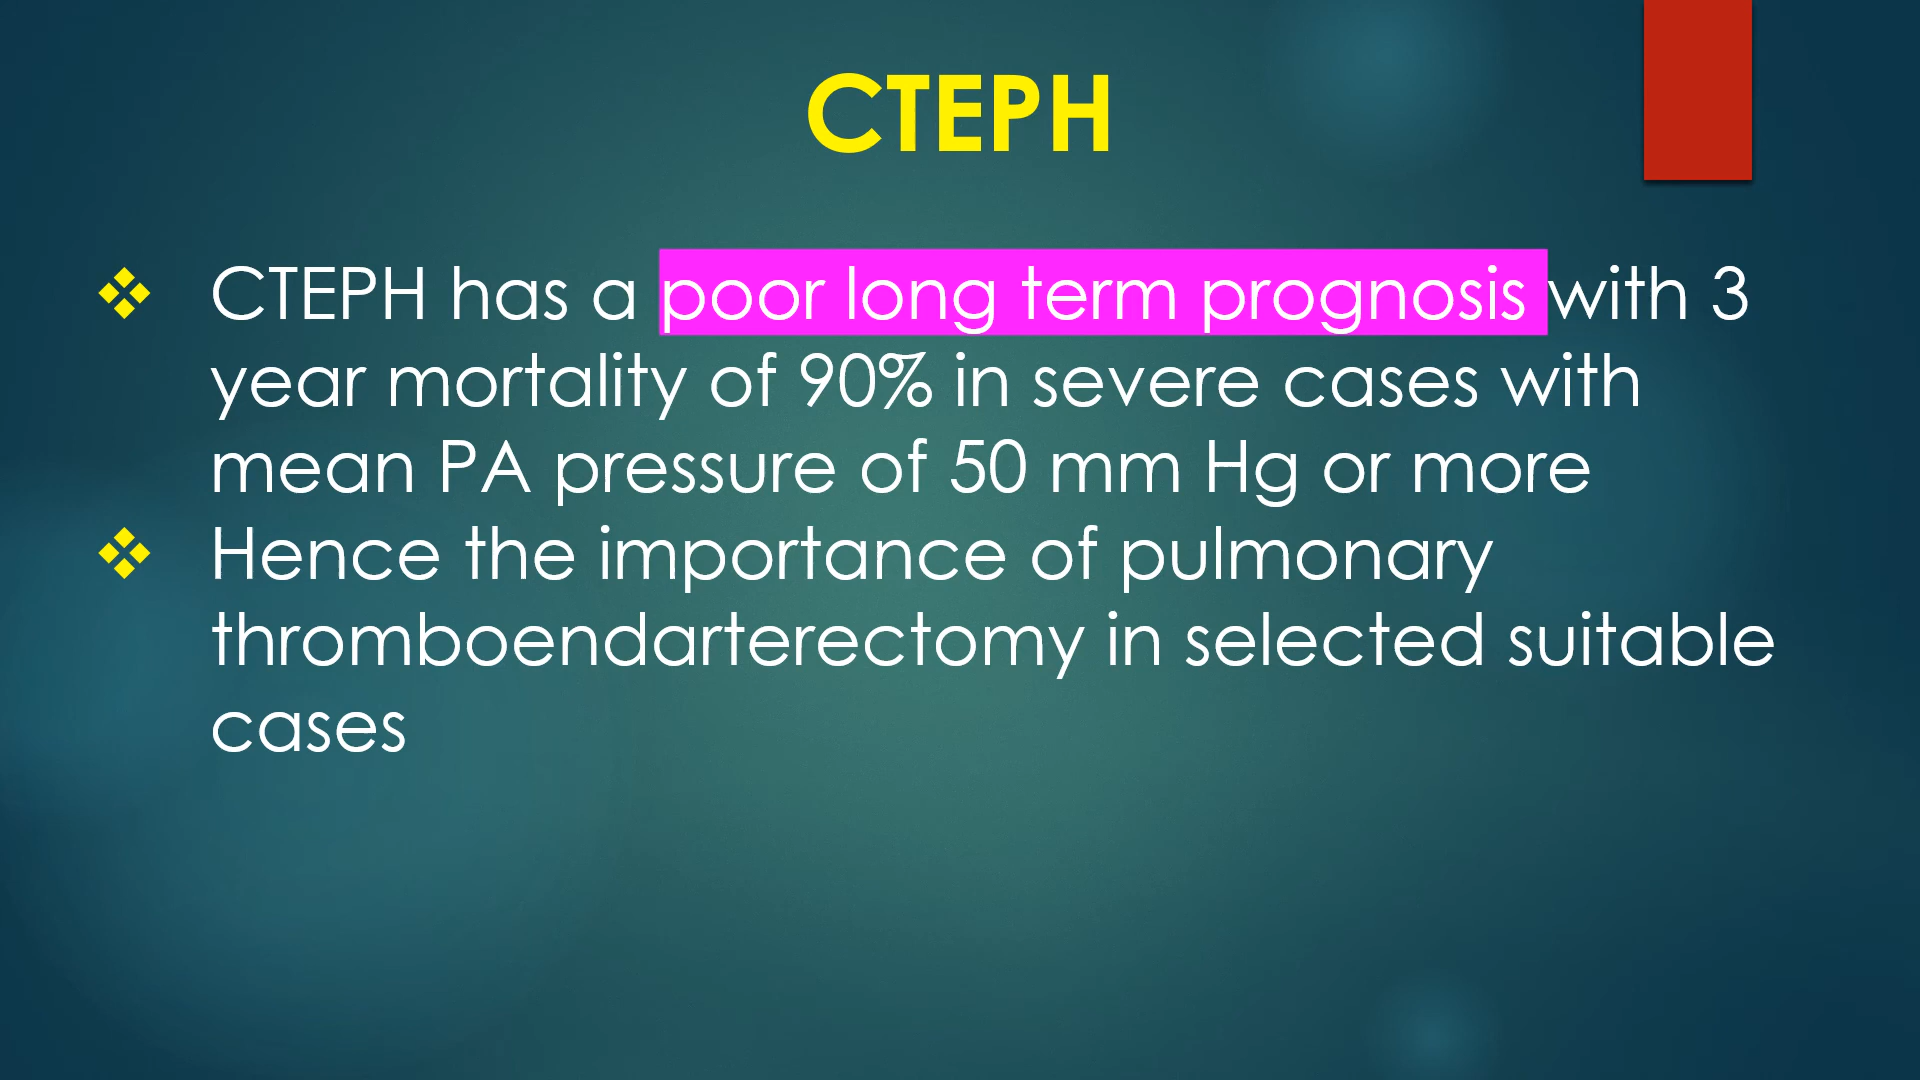 CTEPH
CTEPH has a poor long term prognosis with 3
year mortality of 90% in severe cases with
mean PA pressure of 50 mm Hg or more
Hence the importance of pulmonary
thromboendarterectomy in selected suitable
cases